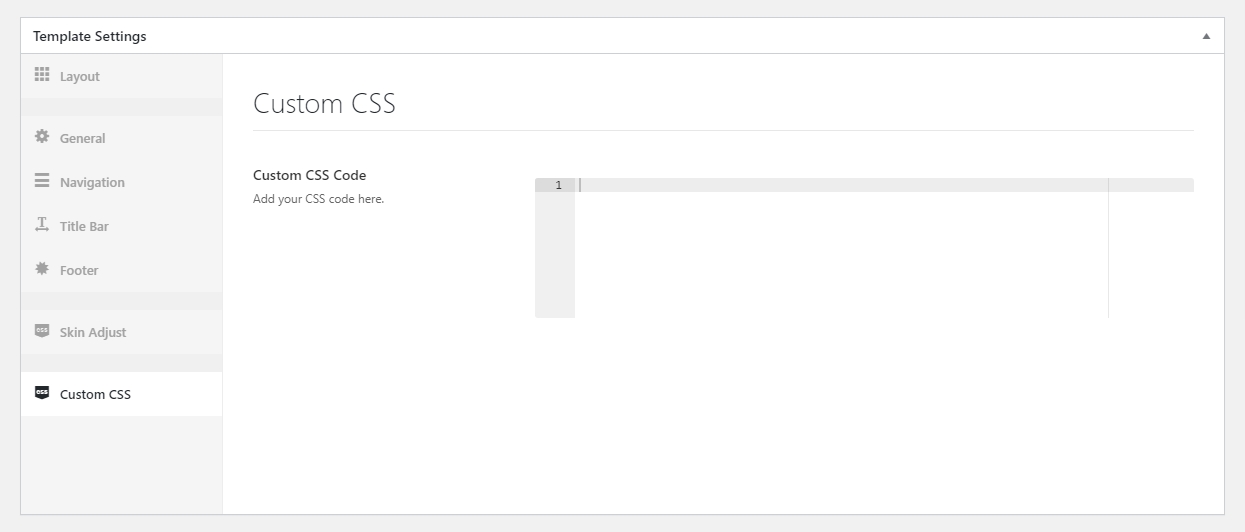 Template Settings
Layout
General
Navigation
Title Bar
Footer
Skin Adjust
Custom CSS
Custom CSS
Custom CSS Code
Add your CSS code here.
1